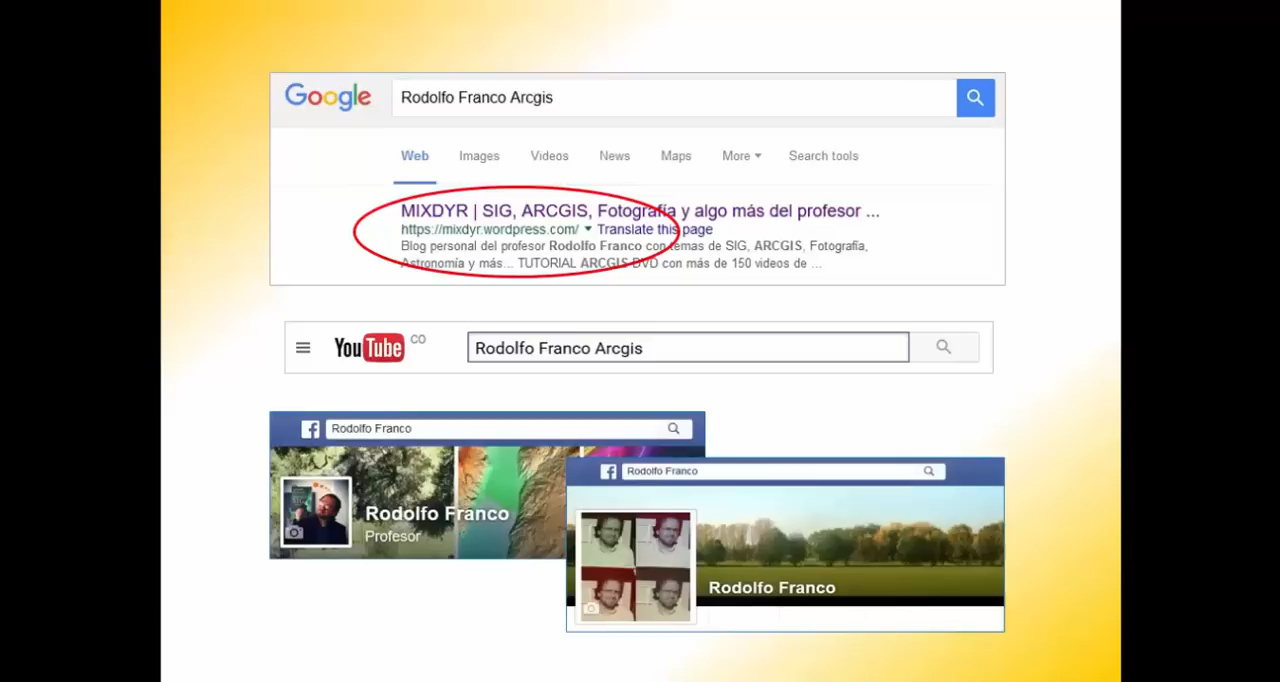 Google
Rodolfo Franco Arcgis
Web Images Videos News Maps More Search tools
MIXDYR | SIG, ARCGIS, Fotografía y algo más del profesor ...
https://mixdyr.wordpress.com/ Translate this page
Blog personal del profesor Rodolfo Franco con temas de SIG, ARCGIS, Fotografía,
Astronomía y más... TUTORIAL ARCGIS DVD con más de 150 videos de ...
YouTube CO
Rodolfo Franco Arcgis
f Rodolfo Franco
Rodolfo Franco
Profesor
f Rodolfo Franco
Rodolfo Franco